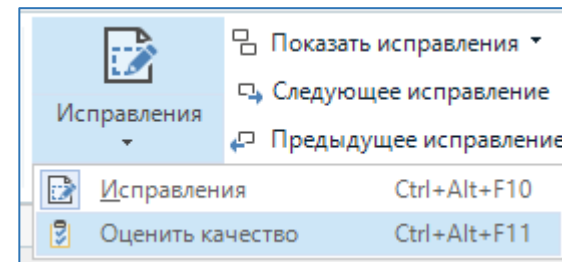 Показать исправления
Следующее исправление
Исправления
Предыдущее исправление
Исправления Ctrl+Alt+F10
Оценить качество Ctrl+Alt+F11